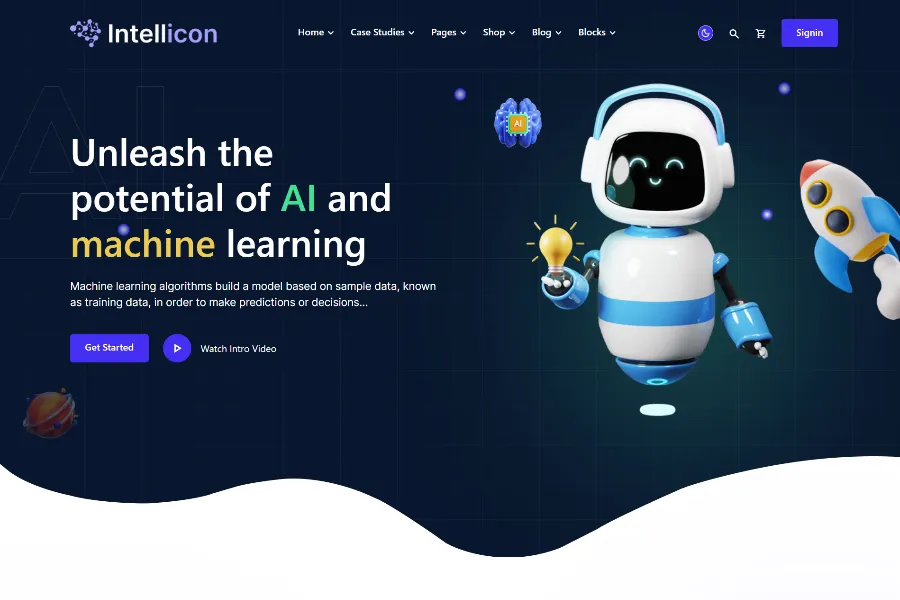 Intellicon
Home Case Studies Pages Shop Blog Blocks
Signin
AI
AI
Unleash the
potential of AI and
machine learning
Machine learning algorithms build a model based on sample data, known
as training data, in order to make predictions or decisions...
Get Started
Watch Intro Video